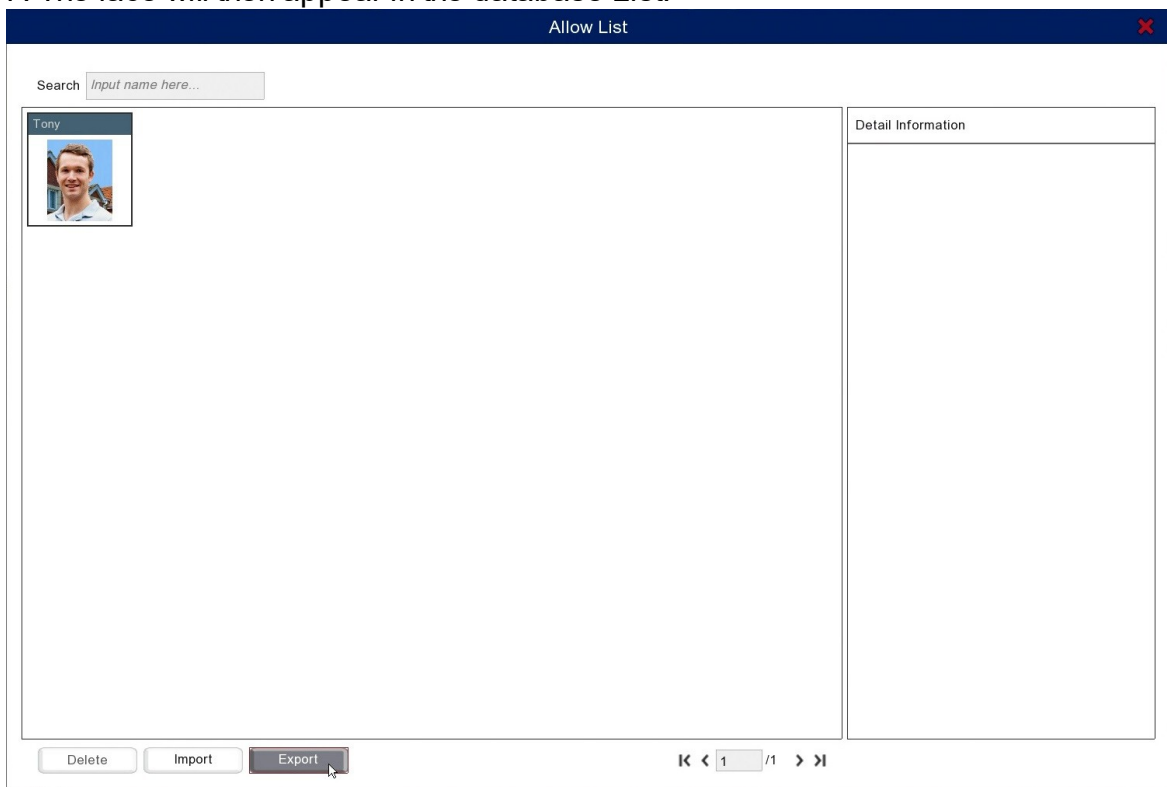 The face will then appear in the database List.
Allow List
Search Input name here...
Tony
Detail Information
Delete Import Export
1 /1